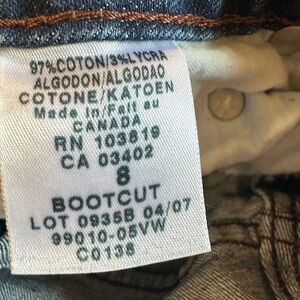 97%COTON/3%LYCRA
ALGODON/ALGODAO
COTONE/KATOEN
Made in/Fait au
CANADA
RN 103819
CA 03402
8
BOOTCUT
LOT 0935B 04/07
99010-05VW
C0138